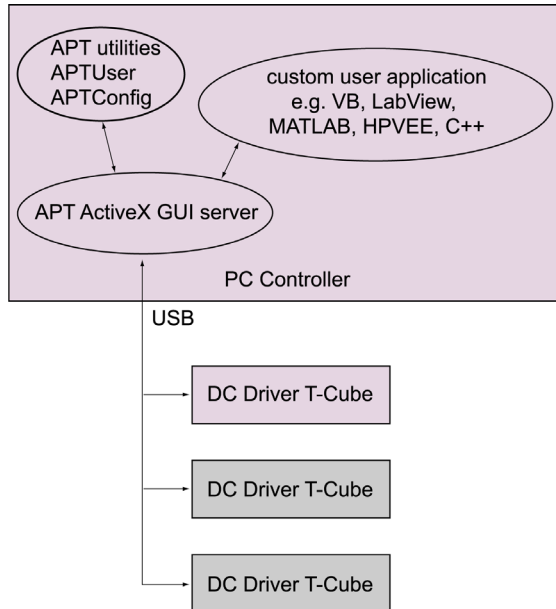 APT utilities
APTUser
APTConfig
custom user application
e.g. VB, LabView,
MATLAB, HPVEE, C++
APT ActiveX GUI server
PC Controller
USB
DC Driver T-Cube
DC Driver T-Cube
DC Driver T-Cube